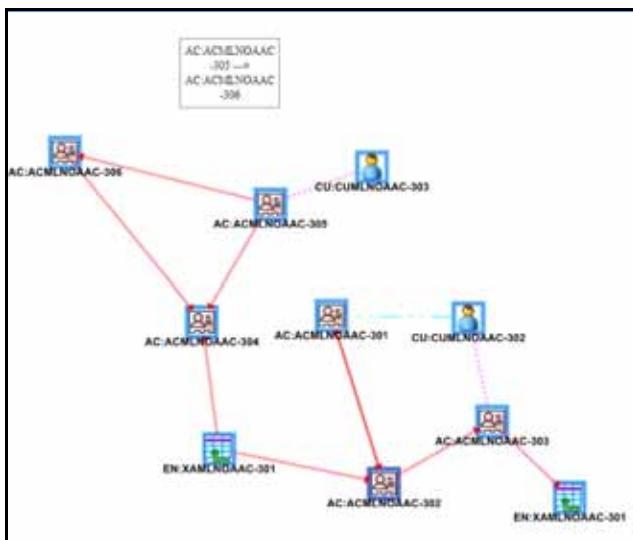 AC:ACMLNOAAC
-305 --->
AC:ACMLNOAAC
-306
AC:ACMLNOAAC-306
CU:CUMLNOAAC-303
AC:ACMLNOAAC-305
AC:ACMLNOAAC-304
AC:ACMLNOAAC-301
CU:CUMLNOAAC-302
AC:ACMLNOAAC-303
EN:XAMLNOAAC-301
AC:ACMLNOAAC-302
EN:XAMLNOAAC-301